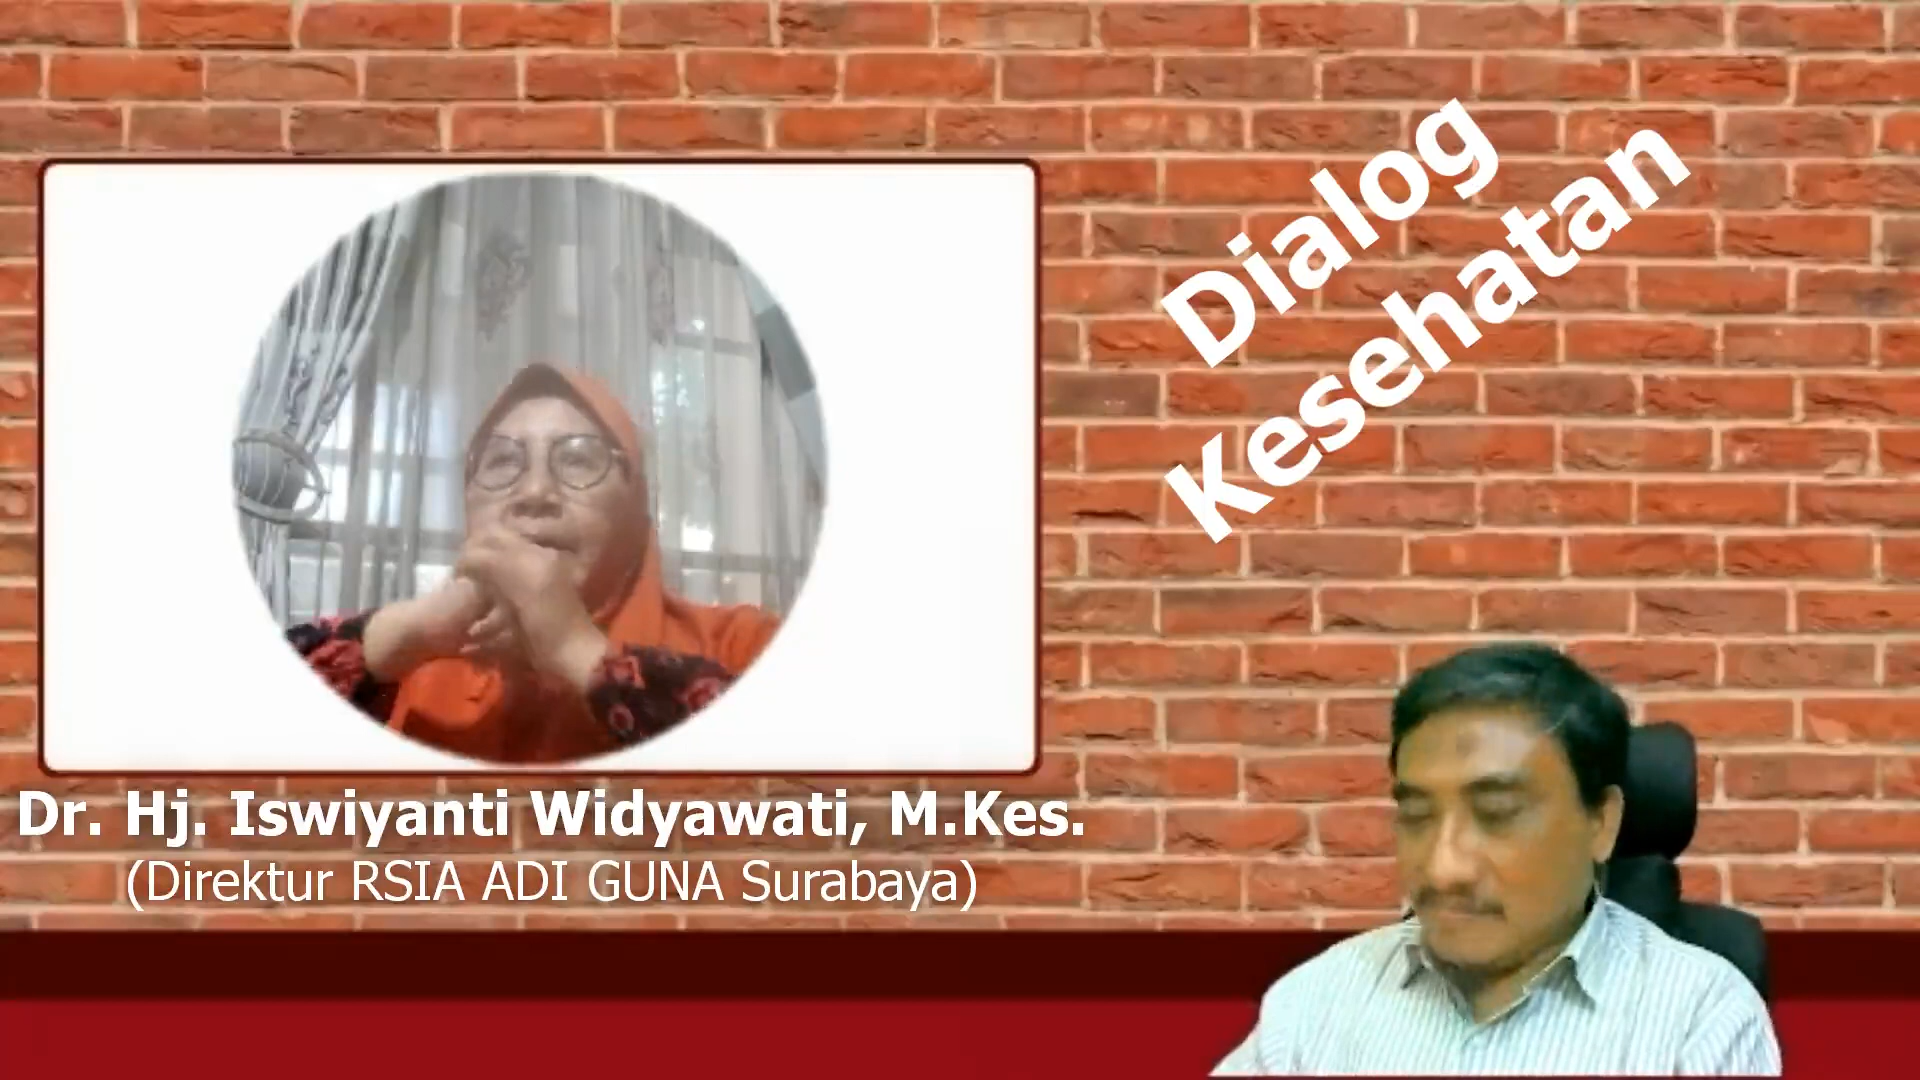 Dialog
Kesehatan
Dr. Hj. Iswiyanti Widyawati, M.Kes.
(Direktur RSIA ADI GUNA Surabaya)